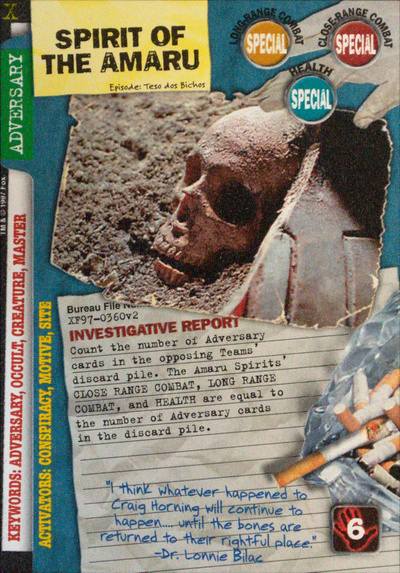 X
SPIRIT OF
THE AMARU
Episode: Teso dos Bichos
LONG-RANGE COMBAT
SPECIAL
CLOSE-RANGE COMBAT
SPECIAL
HEALTH
SPECIAL
ADVERSARY
TM & © 1997 Fox
KEYWORDS: ADVERSARY, OCCULT, CREATURE, MASTER
ACTIVATORS: CONSPIRACY, MOTIVE, SITE
Bureau File
XF97-0360v2
INVESTIGATIVE REPORT
Count the number of Adversary
cards in the opposing Teams'
discard pile. The Amaru Spirits'
CLOSE RANGE COMBAT, LONG RANGE
COMBAT, and HEALTH are equal to
the number of Adversary cards
in the discard pile.
"I think whatever happened to
Craig Horning will continue to
happen.... until the bones are
returned to their rightful place."
-Dr. Lonnie Bilac
6